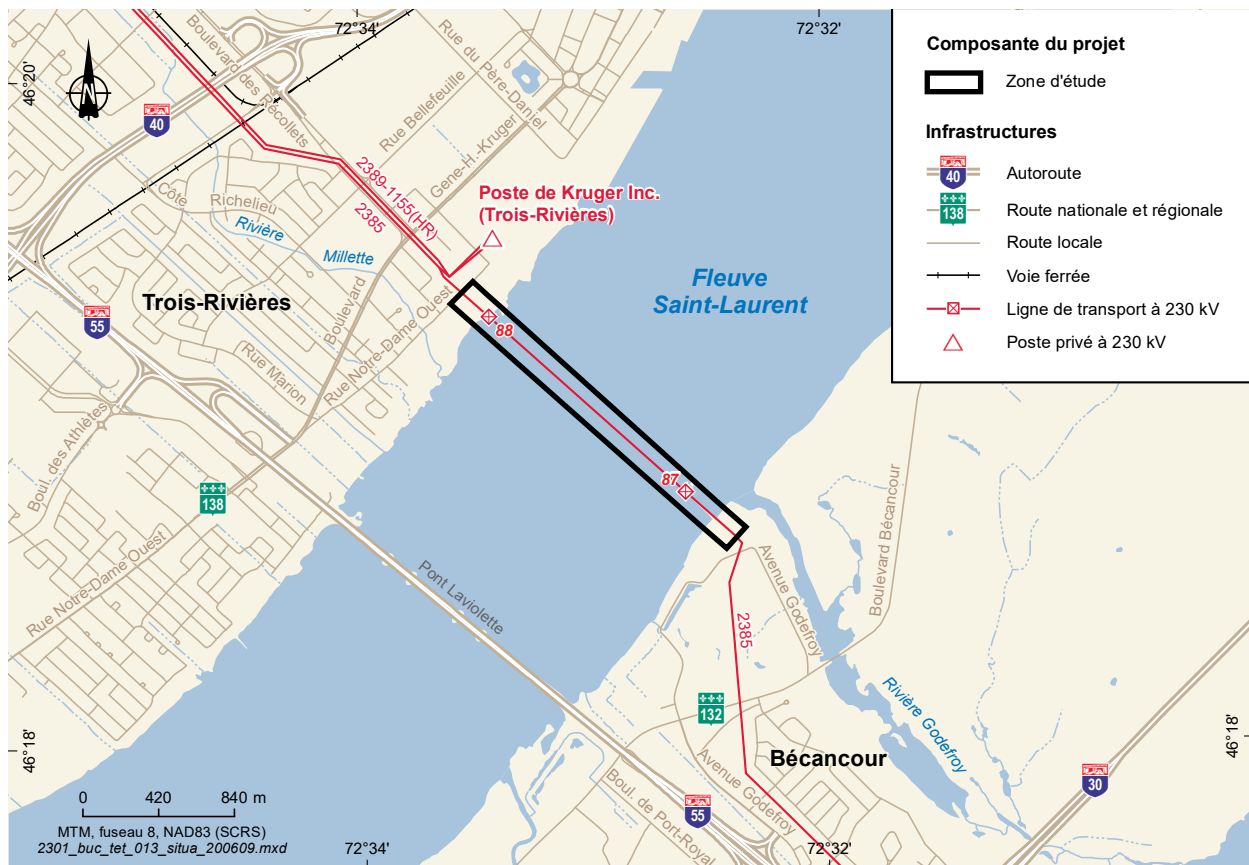 72°34'
72°32'
46°20'
40
Boulevard des Récollets
Rue Bellefeuille
Rue du Père-Daniel
Gene-H.-Kruger
2389-1155(HR)
2385
Poste de Kruger Inc.
(Trois-Rivières)
Côte
Richelieu
Rivière
Millette
Boulevard
Trois-Rivières
55
Fleuve
Saint-Laurent
Rue Notre-Dame Ouest
88
Rue Marion
Boul. des Athlètes
138
87
Rue Notre-Dame Ouest
Pont Laviolette
Avenue Godefroy
Boulevard Bécancour
2385
Rivière Godefroy
132
Bécancour
Avenue Godefroy
Boul. de Port-Royal
55
30
46°18'
46°18'
72°34'
72°32'
0 420 840 m
MTM, fuseau 8, NAD83 (SCRS)
2301_buc_tet_013_situa_200609.mxd
Composante du projet
Zone d'étude
Infrastructures
40 Autoroute
138 Route nationale et régionale
Route locale
Voie ferrée
Ligne de transport à 230 kV
Poste privé à 230 kV